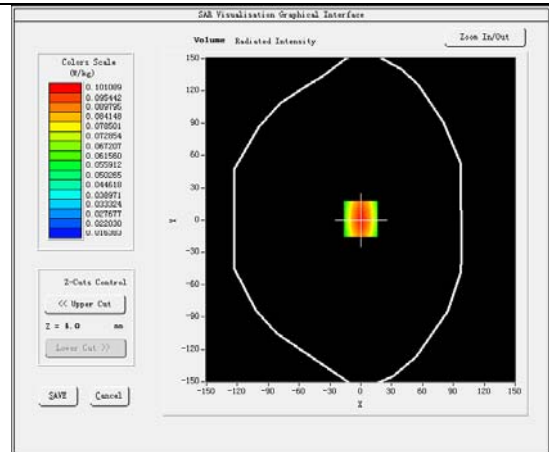 SAR Visualisation Graphical Interface
Volume Radiated Intensity
Zoom In/Out
Colors Scale
(W/kg)
0.101089
0.095442
0.089795
0.084148
0.078501
0.072854
0.067207
0.061560
0.055912
0.050265
0.044618
0.038971
0.033324
0.027677
0.022030
0.016383
150
120
90
60
30
0
-30
-60
-90
-120
-150
Y
-150 -120 -90 -60 -30 0 30 60 90 120 150
X
Z-Cuts Control
<< Upper Cut
Z = 4.0 mm
Lower Cut >>
SAVE Cancel